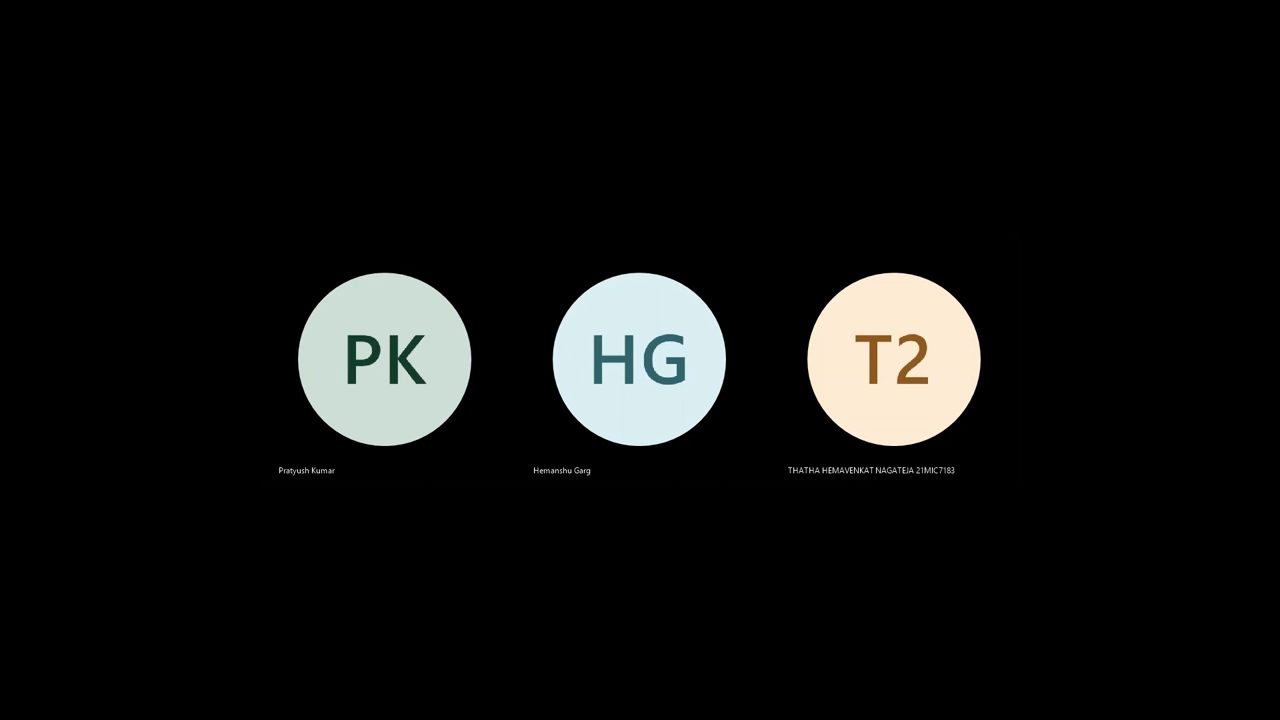 PK
HG
T2
Pratyush Kumar
Hemanshu Garg
THATHA HEMAVENKAT NAGATEJA 21MIC7183